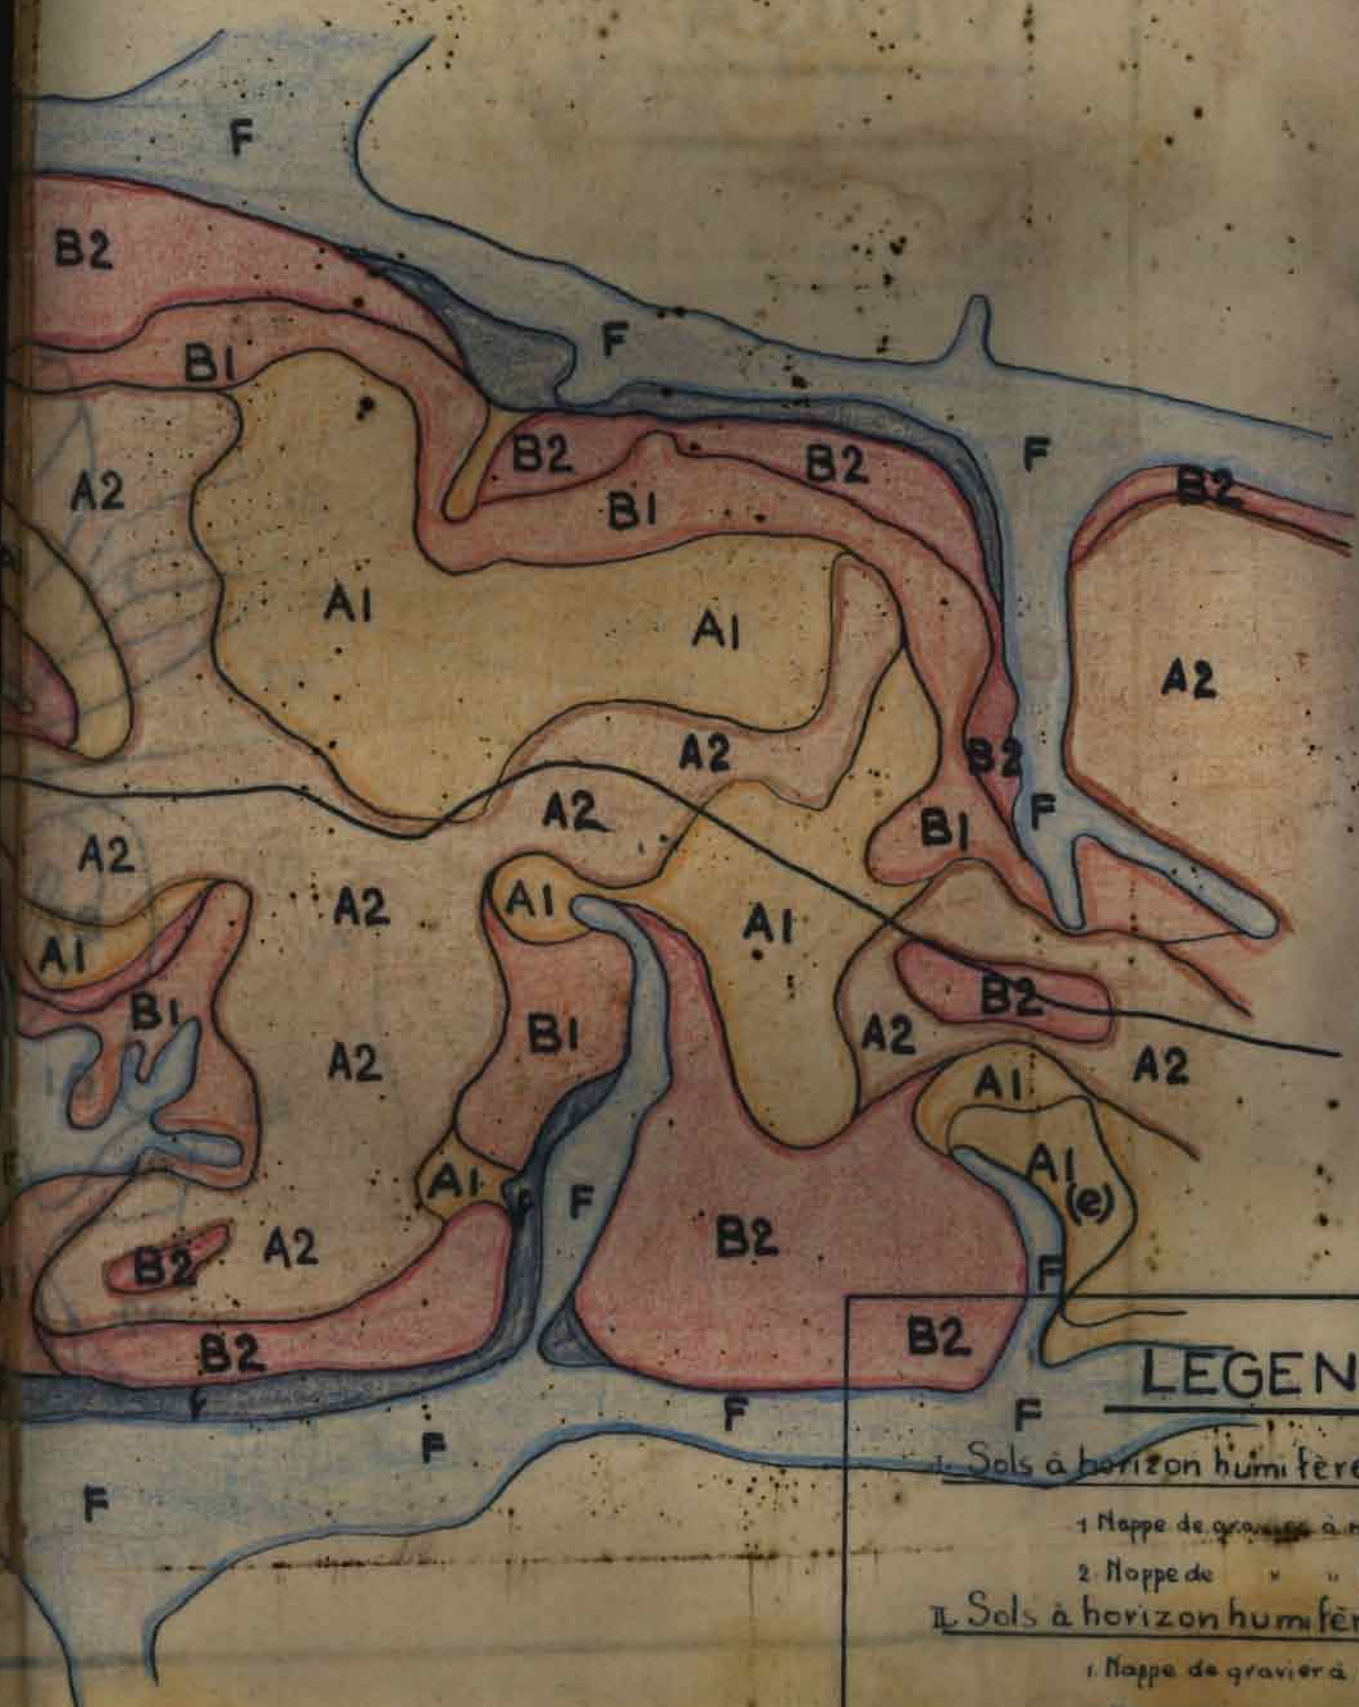 F
B2
F
B1
B2
B2
F
B2
A2
B1
A1
A1
A2
A2
B2
A2
F
B1
A2
A1
A2
A1
A1
A1
B2
B1
B1
A2
A2
A1
A2
A1
A1
(e)
F
B2
A2
B2
F
B2
B2
LEGEN
F
F
F
F
I. Sols à horizon humifère
1 Nappe de à
2. Nappe de " "
II. Sols à horizon humifèr
1. Nappe de gravier à